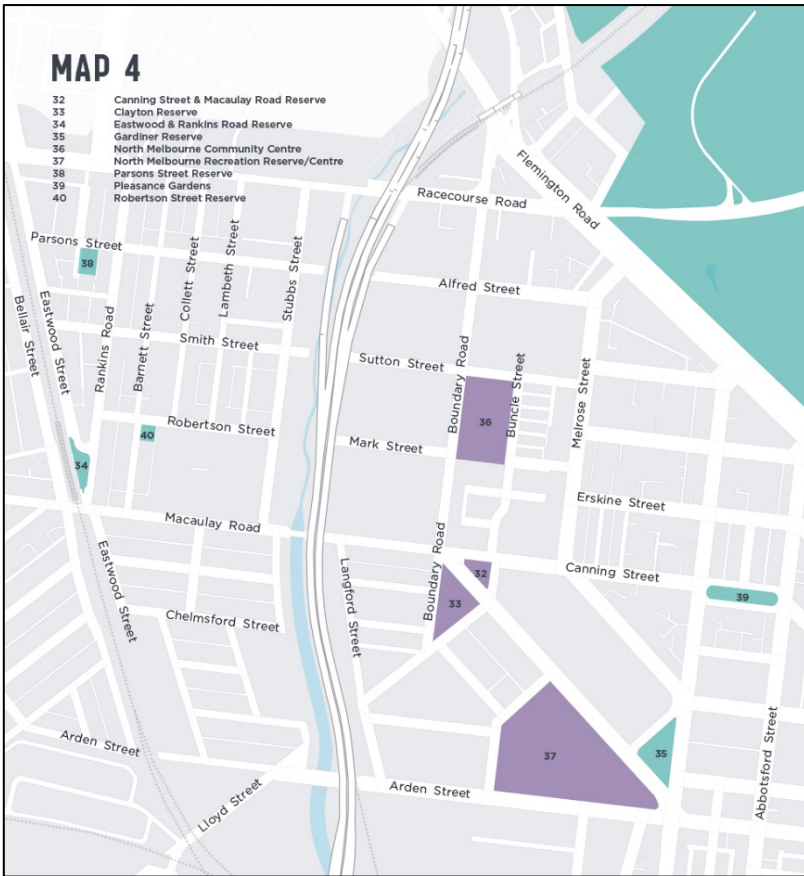 MAP 4
32 Canning Street & Macaulay Road Reserve
33 Clayton Reserve
34 Eastwood & Rankins Road Reserve
35 Gardiner Reserve
36 North Melbourne Community Centre
37 North Melbourne Recreation Reserve/Centre
38 Parsons Street Reserve
39 Pleasance Gardens
40 Robertson Street Reserve
Flemington Road
Racecourse Road
Parsons Street
38
Alfred Street
Bellair Street
Eastwood Street
Rankins Road
Barnett Street
Collett Street
Lambeth Street
Stubbs Street
Smith Street
Sutton Street
Boundary Road
Buncle Street
Melrose Street
36
Robertson Street
40
Mark Street
34
Erskine Street
Macaulay Road
Eastwood Street
Langford Street
Boundary Road
32
Canning Street
39
33
Chelmsford Street
Arden Street
Lloyd Street
37
35
Abbotsford Street
Arden Street